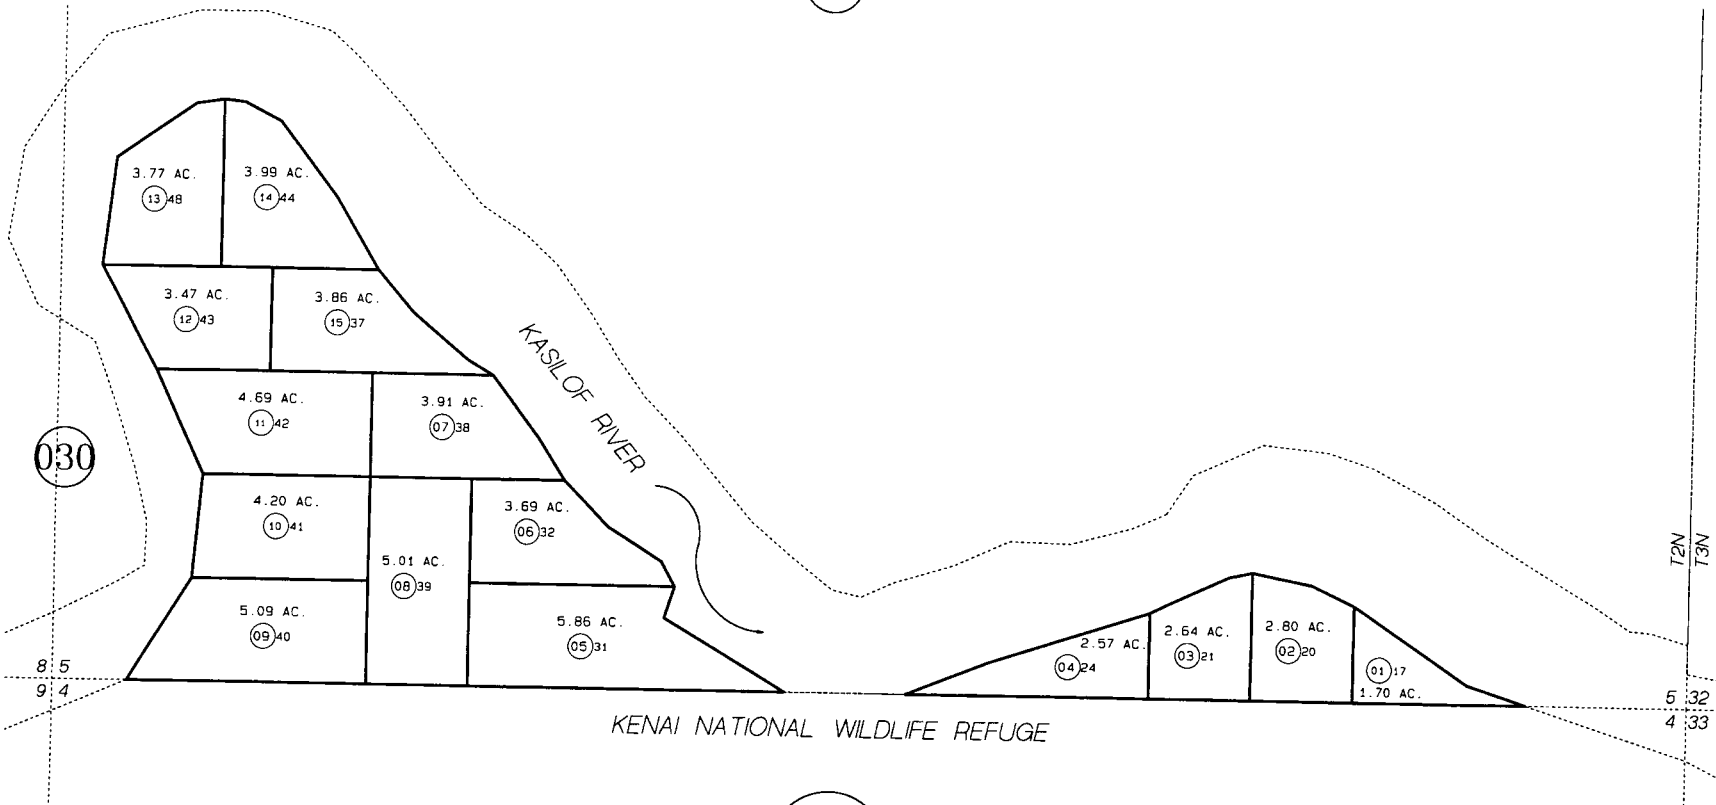 3.77 AC.
13 48
3.99 AC.
14 44
3.47 AC.
12 43
3.86 AC.
15 37
4.69 AC.
11 42
3.91 AC.
07 38
030
KASILOF RIVER
4.20 AC.
10 41
3.69 AC.
06 32
5.01 AC.
08 39
5.09 AC.
09 40
5.86 AC.
05 31
2.57 AC.
04 24
2.64 AC.
03 21
2.80 AC.
02 20
01 17
1.70 AC.
T2N
T3N
8 5
9 4
5 32
4 33
KENAI NATIONAL WILDLIFE REFUGE